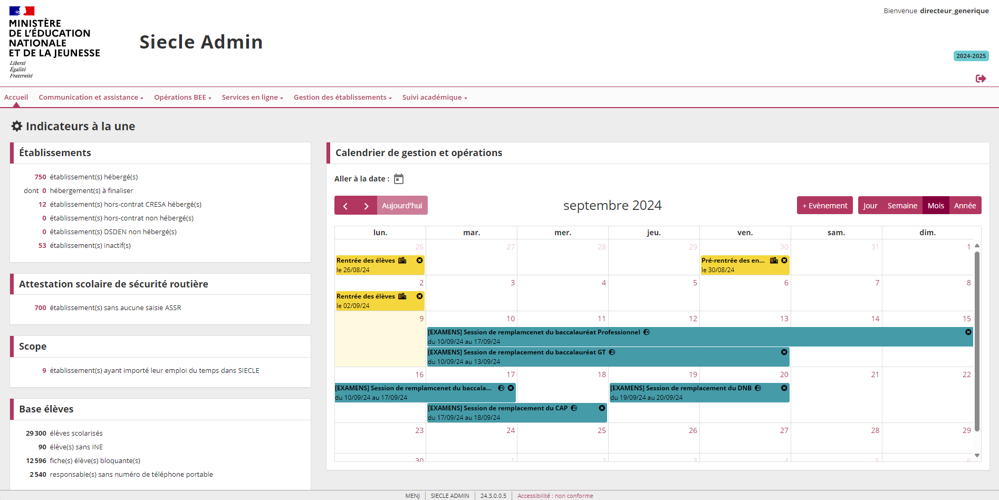 MINISTÈRE
DE L'ÉDUCATION
NATIONALE
ET DE LA JEUNESSE
Liberté
Égalité
Fraternité
Siecle Admin
Bienvenue directeur_generique
2024-2025
Accueil Communication et assistance Opérations BEE Services en ligne Gestion des établissements Suivi académique
Indicateurs à la une
Établissements
750 établissement(s) hébergé(s)
dont 0 hébergement(s) à finaliser
12 établissement(s) hors-contrat CRESA hébergé(s)
0 établissement(s) hors-contrat non hébergé(s)
0 établissement(s) DSDEN non hébergé(s)
53 établissement(s) inactif(s)
Attestation scolaire de sécurité routière
700 établissement(s) sans aucune saisie ASSR
Scope
9 établissement(s) ayant importé leur emploi du temps dans SIECLE
Base élèves
29 300 élèves scolarisés
90 élève(s) sans INE
12 596 fiche(s) élève(s) bloquante(s)
2 540 responsable(s) sans numéro de téléphone portable
Calendrier de gestion et opérations
Aller à la date :
Aujourd'hui
septembre 2024
+ Evènement
Jour Semaine Mois Année
lun. mar. mer. jeu. ven. sam. dim.
26 27 28 29 30 31 1
Rentrée des élèves
le 26/08/24
Pré-rentrée des en...
le 30/08/24
2 3 4 5 6 7 8
Rentrée des élèves
le 02/09/24
9 10 11 12 13 14 15
[EXAMENS] Session de remplamcenet du baccalauréat Professionnel
du 10/09/24 au 17/09/24
[EXAMENS] Session de remplacement du baccalauréat GT
du 10/09/24 au 13/09/24
16 17 18 19 20 21 22
[EXAMENS] Session de remplamcenet du baccala...
du 10/09/24 au 17/09/24
[EXAMENS] Session de remplacement du DNB
du 19/09/24 au 20/09/24
[EXAMENS] Session de remplacement du CAP
du 17/09/24 au 18/09/24
23 24 25 26 27 28 29
30 1 2 3 4 5 6
MENJ SIECLE ADMIN 24.3.0.0.5 Accessibilité : non conforme